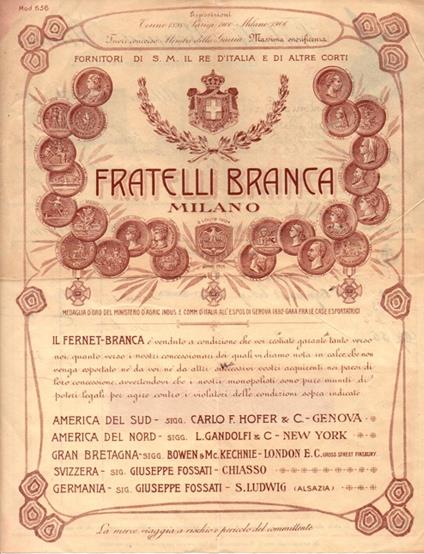 Mod 656
Esposizioni
Torino 1898 - Parigi 1900 - Milano 1906
Fuori concorso Membri della Giuria Massima onorificenza
FORNITORI DI S. M. IL RE D'ITALIA E DI ALTRE CORTI
FRATELLI BRANCA
MILANO
S. LOUIS 1904
MEDAGLIA D'ORO DEL MINISTERO D'AGRIC. INDUS. E COMM. D'ITALIA ALL'ESPOS. DI GENOVA 1892-GARA FRA LE CASE ESPORTATRICI
IL FERNET-BRANCA è venduto a condizione che voi restiate garante tanto verso
noi quanto verso i nostri concessionari dei quali vi diamo nota in calce, che non
venga esportato nè da voi nè da altri successivi vostri acquirenti nei paesi di
loro concessione, avvertendovi che i nostri monopolisti sono pure muniti di
poteri legali per agire contro i violatori delle condizioni sopra indicate
AMERICA DEL SUD - SIGG. CARLO F. HOFER & C. - GENOVA
AMERICA DEL NORD - SIGG. L. GANDOLFI & C - NEW YORK
GRAN BRETAGNA - SIGG. BOWEN & Mc. KECHNIE - LONDON E.C. (GROSS STREET FINSBURY)
SVIZZERA - SIG. GIUSEPPE FOSSATI - CHIASSO
GERMANIA - SIG. GIUSEPPE FOSSATI - S. LUDWIG (ALSAZIA)
La merce viaggia a rischio e pericolo del committente